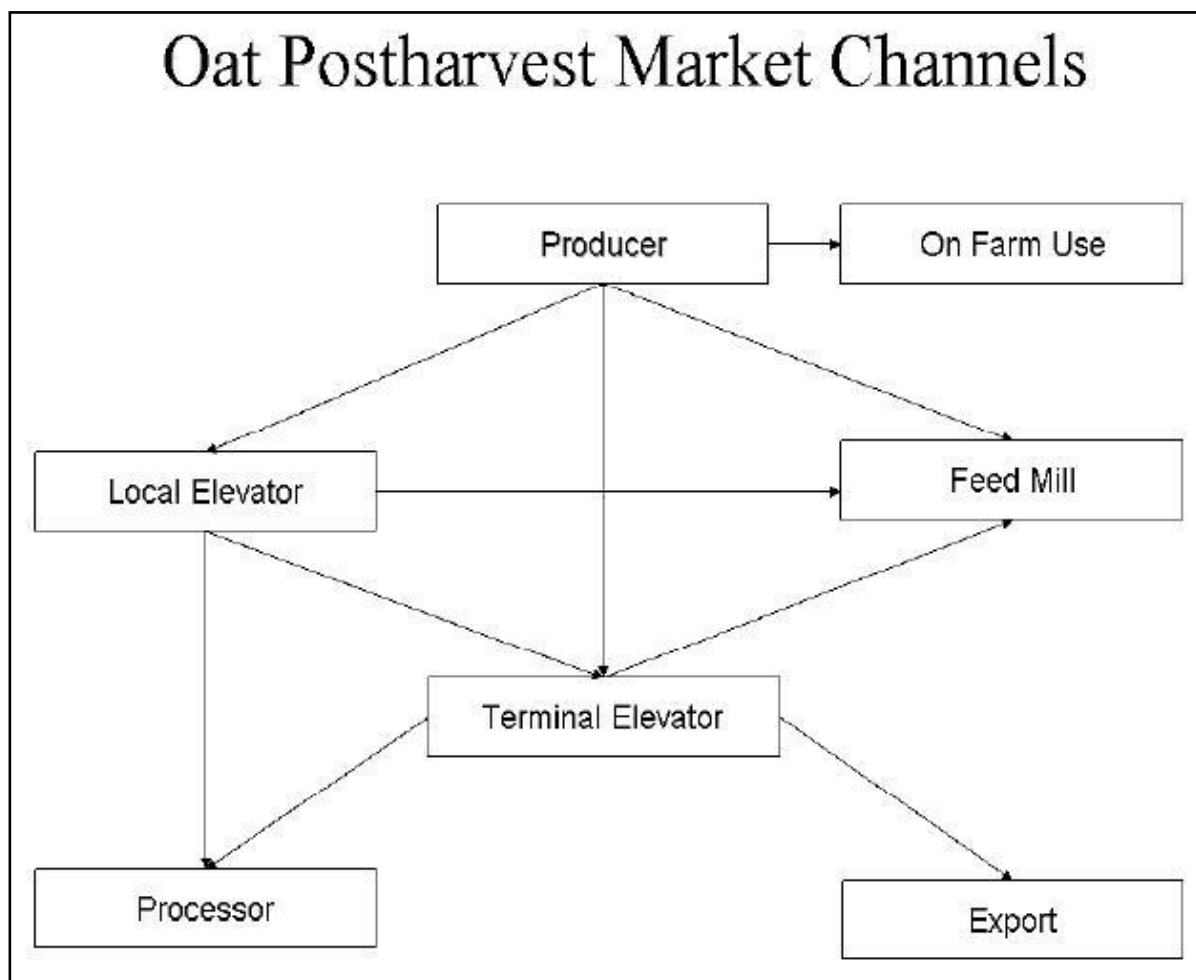 Oat Postharvest Market Channels
Producer
On Farm Use
Local Elevator
Feed Mill
Terminal Elevator
Processor
Export